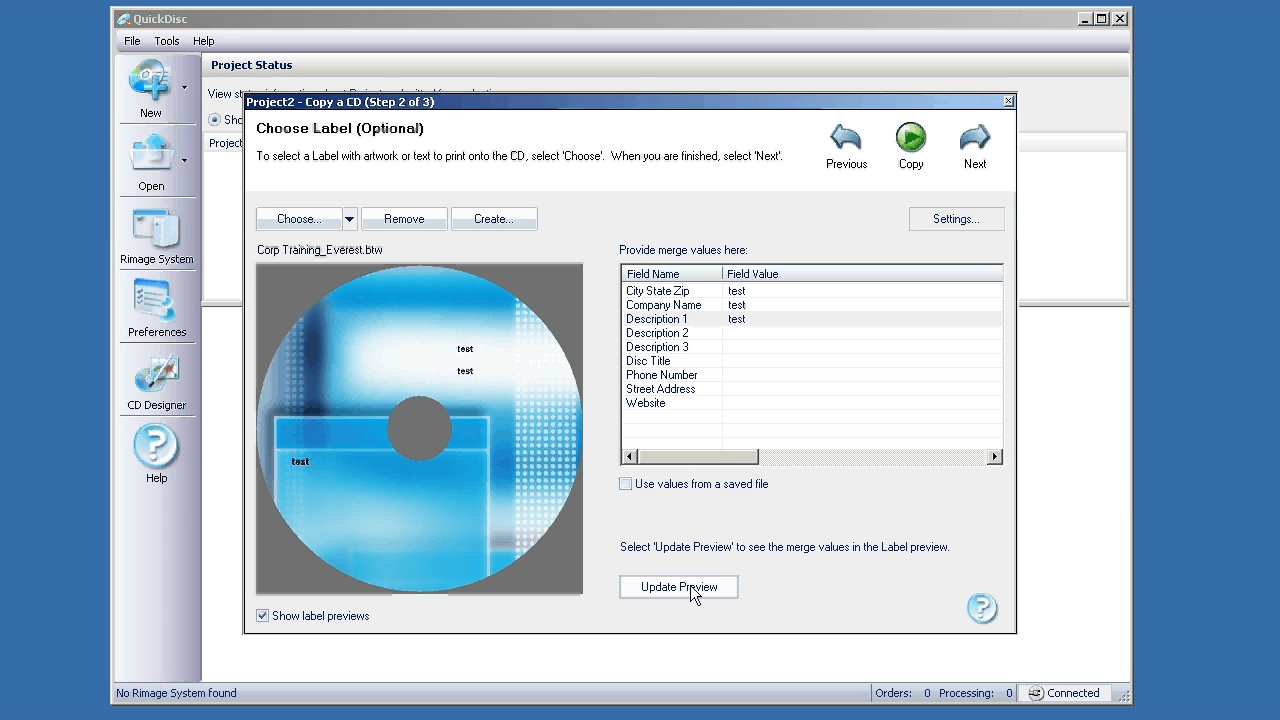 QuickDisc
File Tools Help
Project Status
New
Open
Rimage System
Preferences
CD Designer
Help
View st
Sho
Project
Project2 - Copy a CD (Step 2 of 3)
Choose Label (Optional)
To select a Label with artwork or text to print onto the CD, select 'Choose'. When you are finished, select 'Next'.
Previous Copy Next
Choose... Remove Create... Settings...
Corp Training_Everest.btw
test
test
test
Show label previews
Provide merge values here:
Field Name Field Value
City State Zip test
Company Name test
Description 1 test
Description 2
Description 3
Disc Title
Phone Number
Street Address
Website
Use values from a saved file
Select 'Update Preview' to see the merge values in the Label preview.
Update Preview
No Rimage System found Orders: 0 Processing: 0 Connected